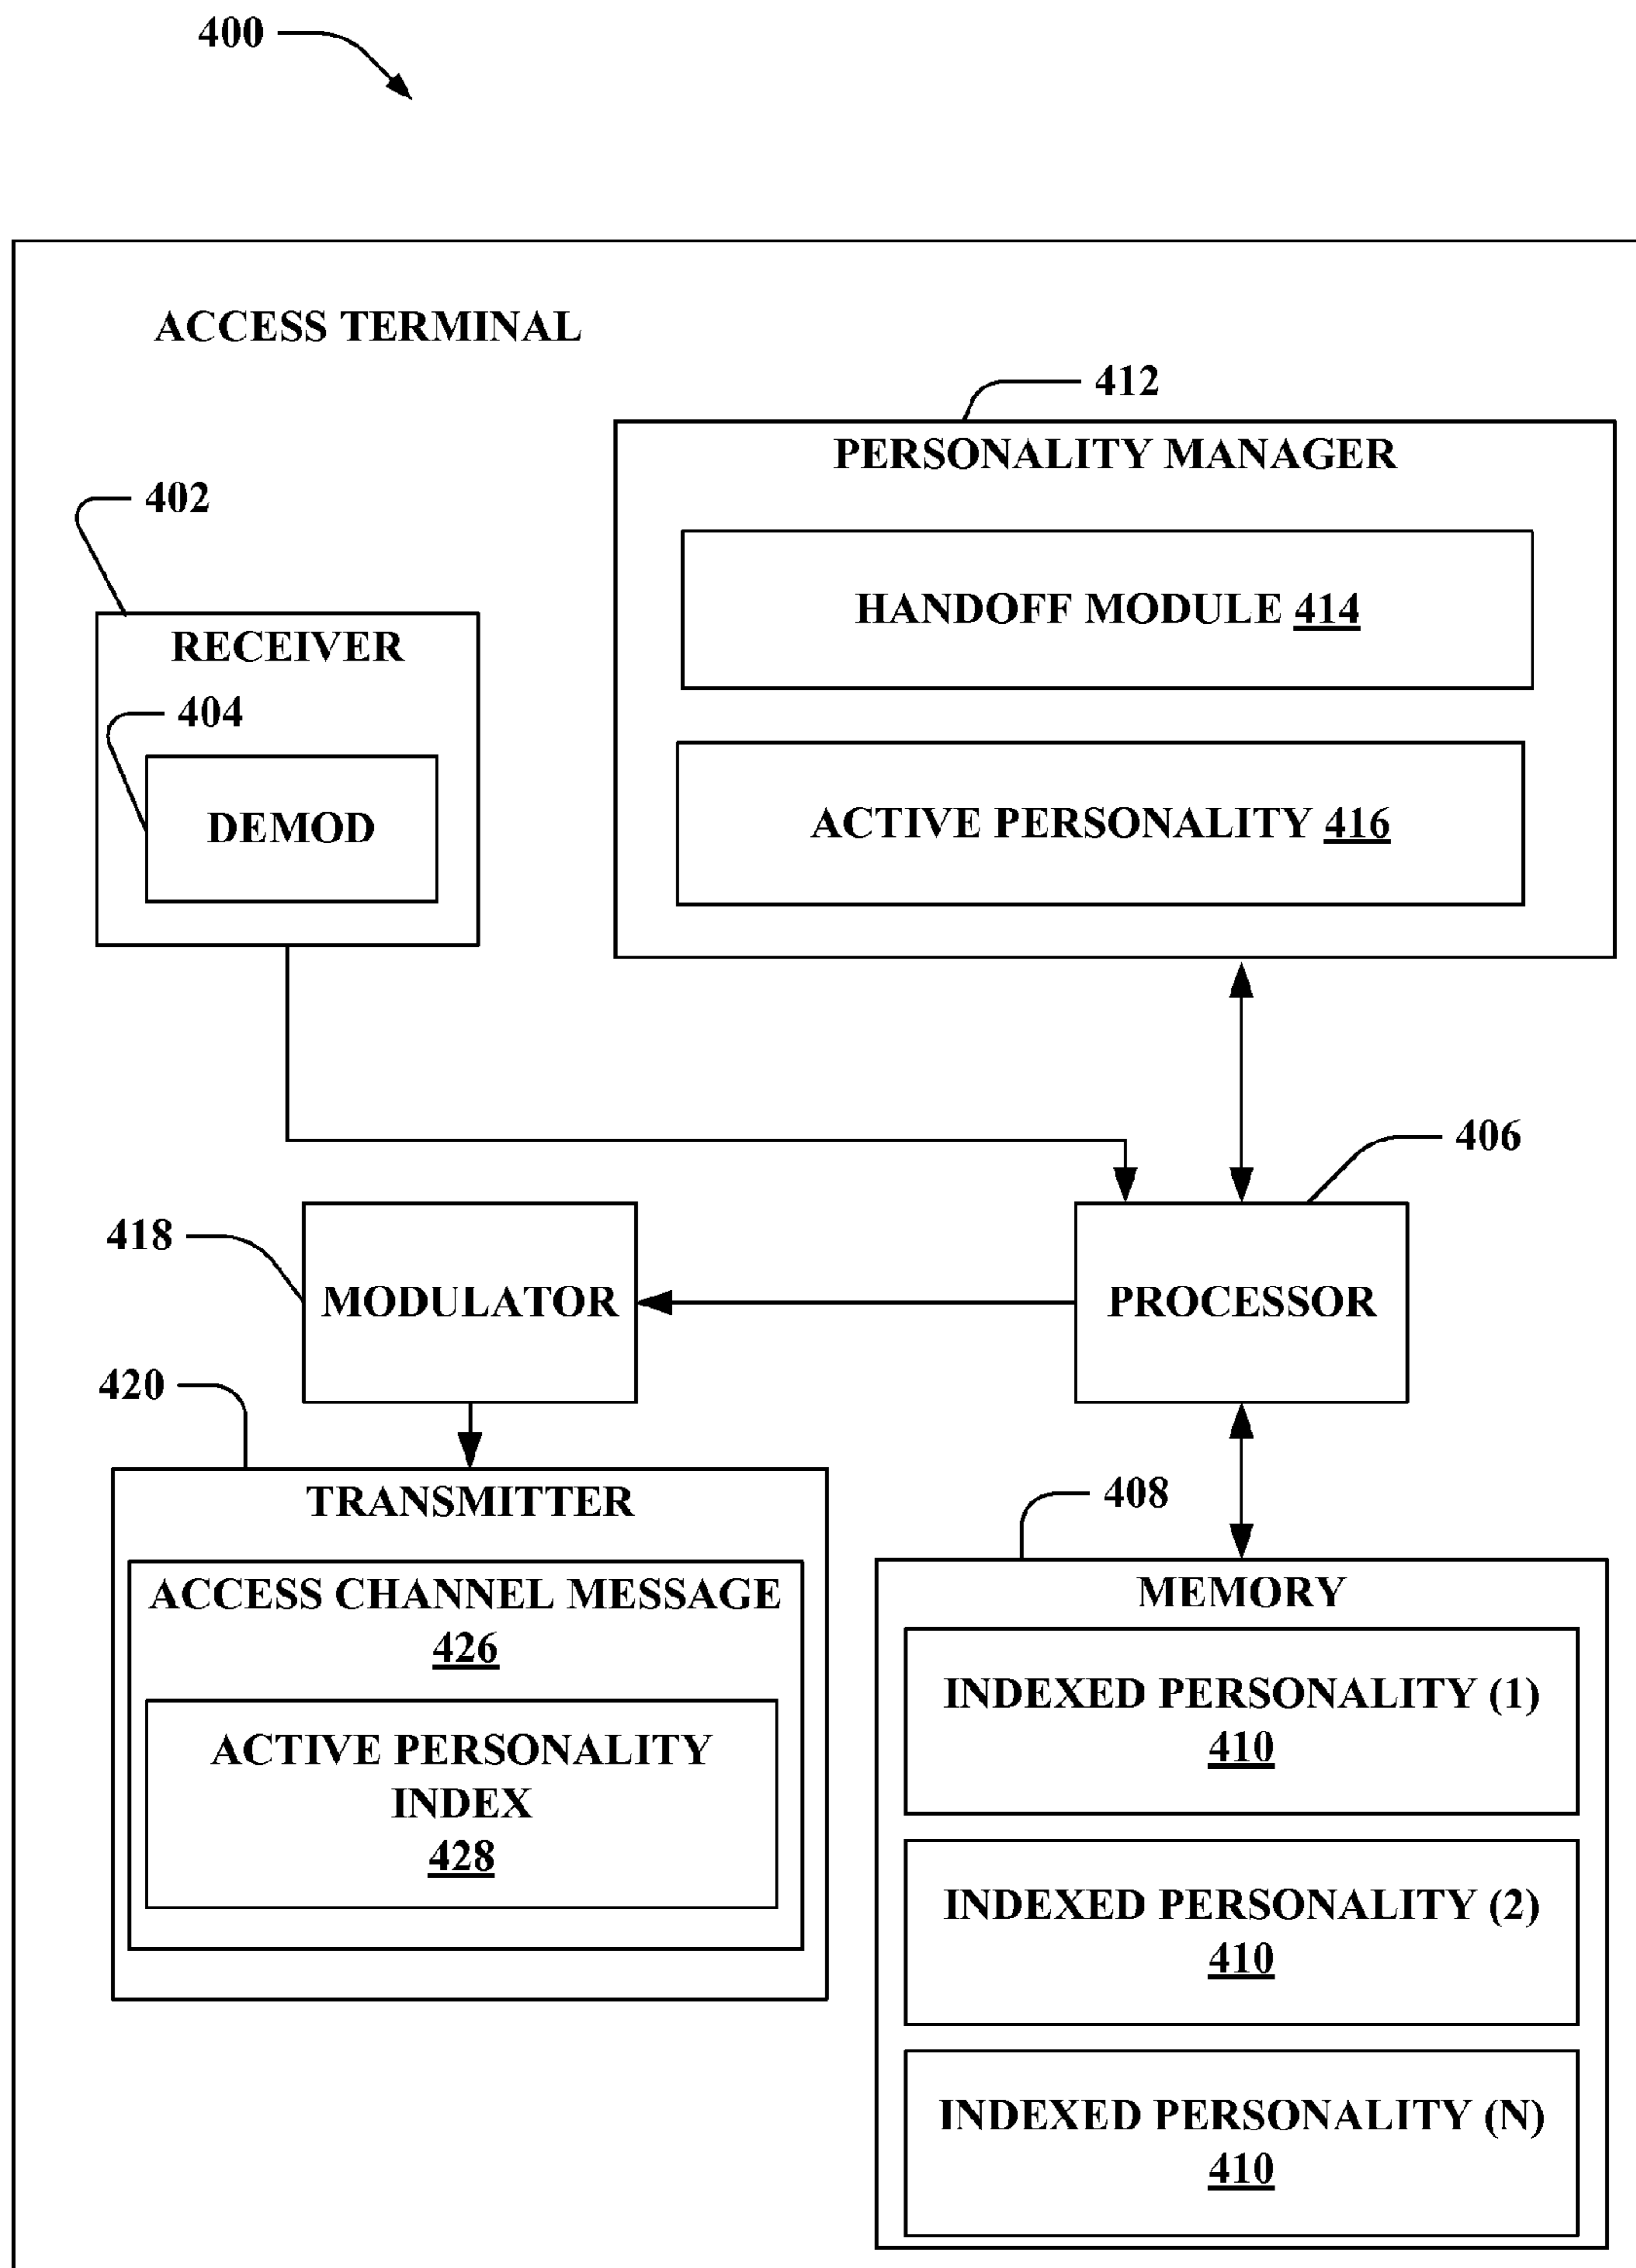 400
ACCESS TERMINAL
412
PERSONALITY MANAGER
402
HANDOFF MODULE 414
RECEIVER
404
ACTIVE PERSONALITY 416
DEMOD
406
418
MODULATOR
PROCESSOR
420
TRANSMITTER
408
ACCESS CHANNEL MESSAGE
426
MEMORY
INDEXED PERSONALITY (1)
410
ACTIVE PERSONALITY
INDEX
428
INDEXED PERSONALITY (2)
410
INDEXED PERSONALITY (N)
410